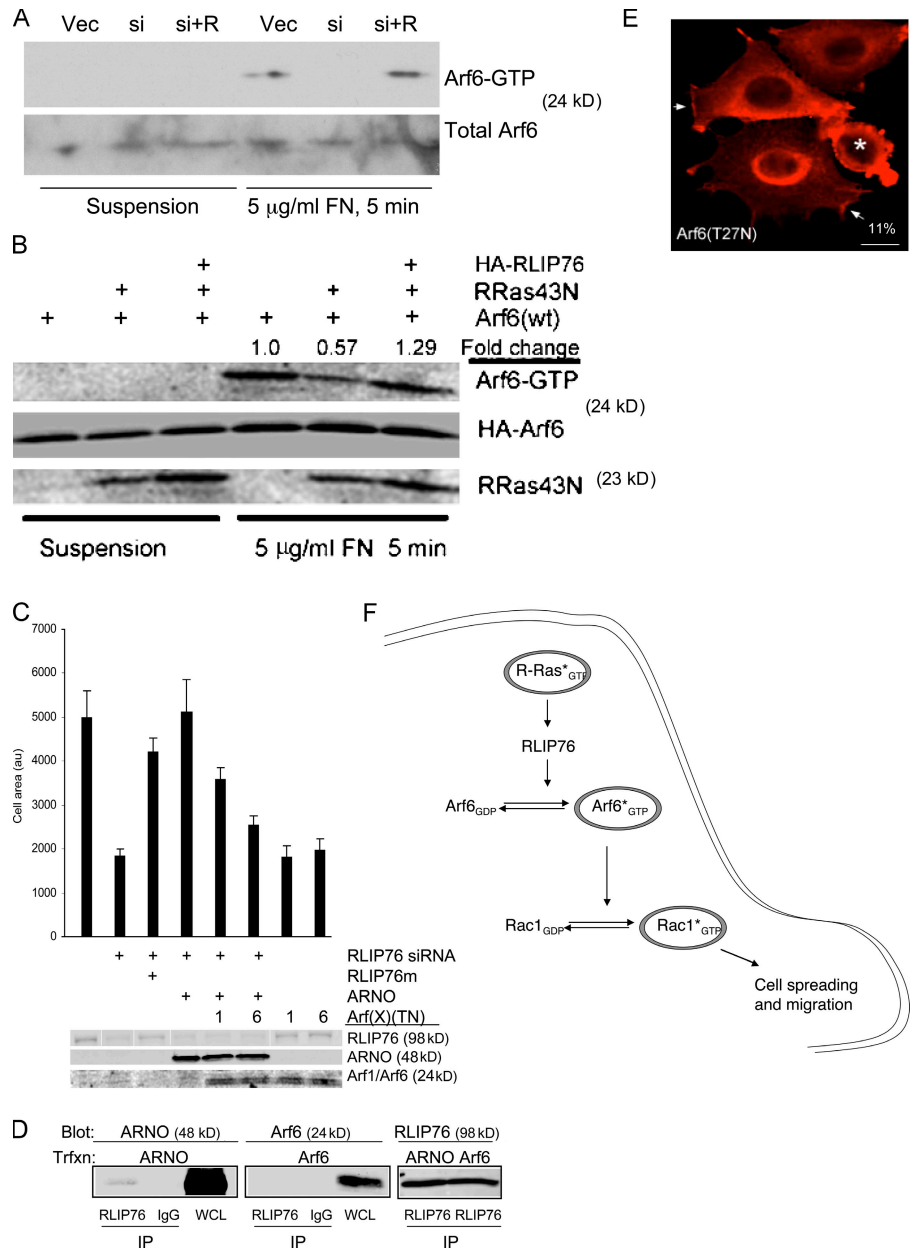 A
Vec si si+R Vec si si+R
Arf6-GTP
(24 kD)
Total Arf6
Suspension 5 μg/ml FN, 5 min
B
+ + HA-RLIP76
+ + + + RRas43N
+ + + + + + Arf6(wt)
1.0 0.57 1.29 Fold change
Arf6-GTP
(24 kD)
HA-Arf6
RRas43N (23 kD)
Suspension 5 μg/ml FN 5 min
C
7000
6000
5000
4000
3000
2000
1000
0
Cell area (au)
+ + + + + RLIP76 siRNA
+ RLIP76m
+ + + ARNO
1 6 1 6 Arf(X)(TN)
RLIP76 (98kD)
ARNO (48kD)
Arf1/Arf6 (24kD)
D
Blot: ARNO (48 kD) Arf6 (24 kD) RLIP76 (98kD)
Trfxn: ARNO Arf6 ARNO Arf6
RLIP76 IgG WCL RLIP76 IgG WCL RLIP76 RLIP76
IP IP IP
E
*
Arf6(T27N)
11%
F
R-Ras*GTP
RLIP76
Arf6GDP Arf6*GTP
Rac1GDP Rac1*GTP
Cell spreading
and migration